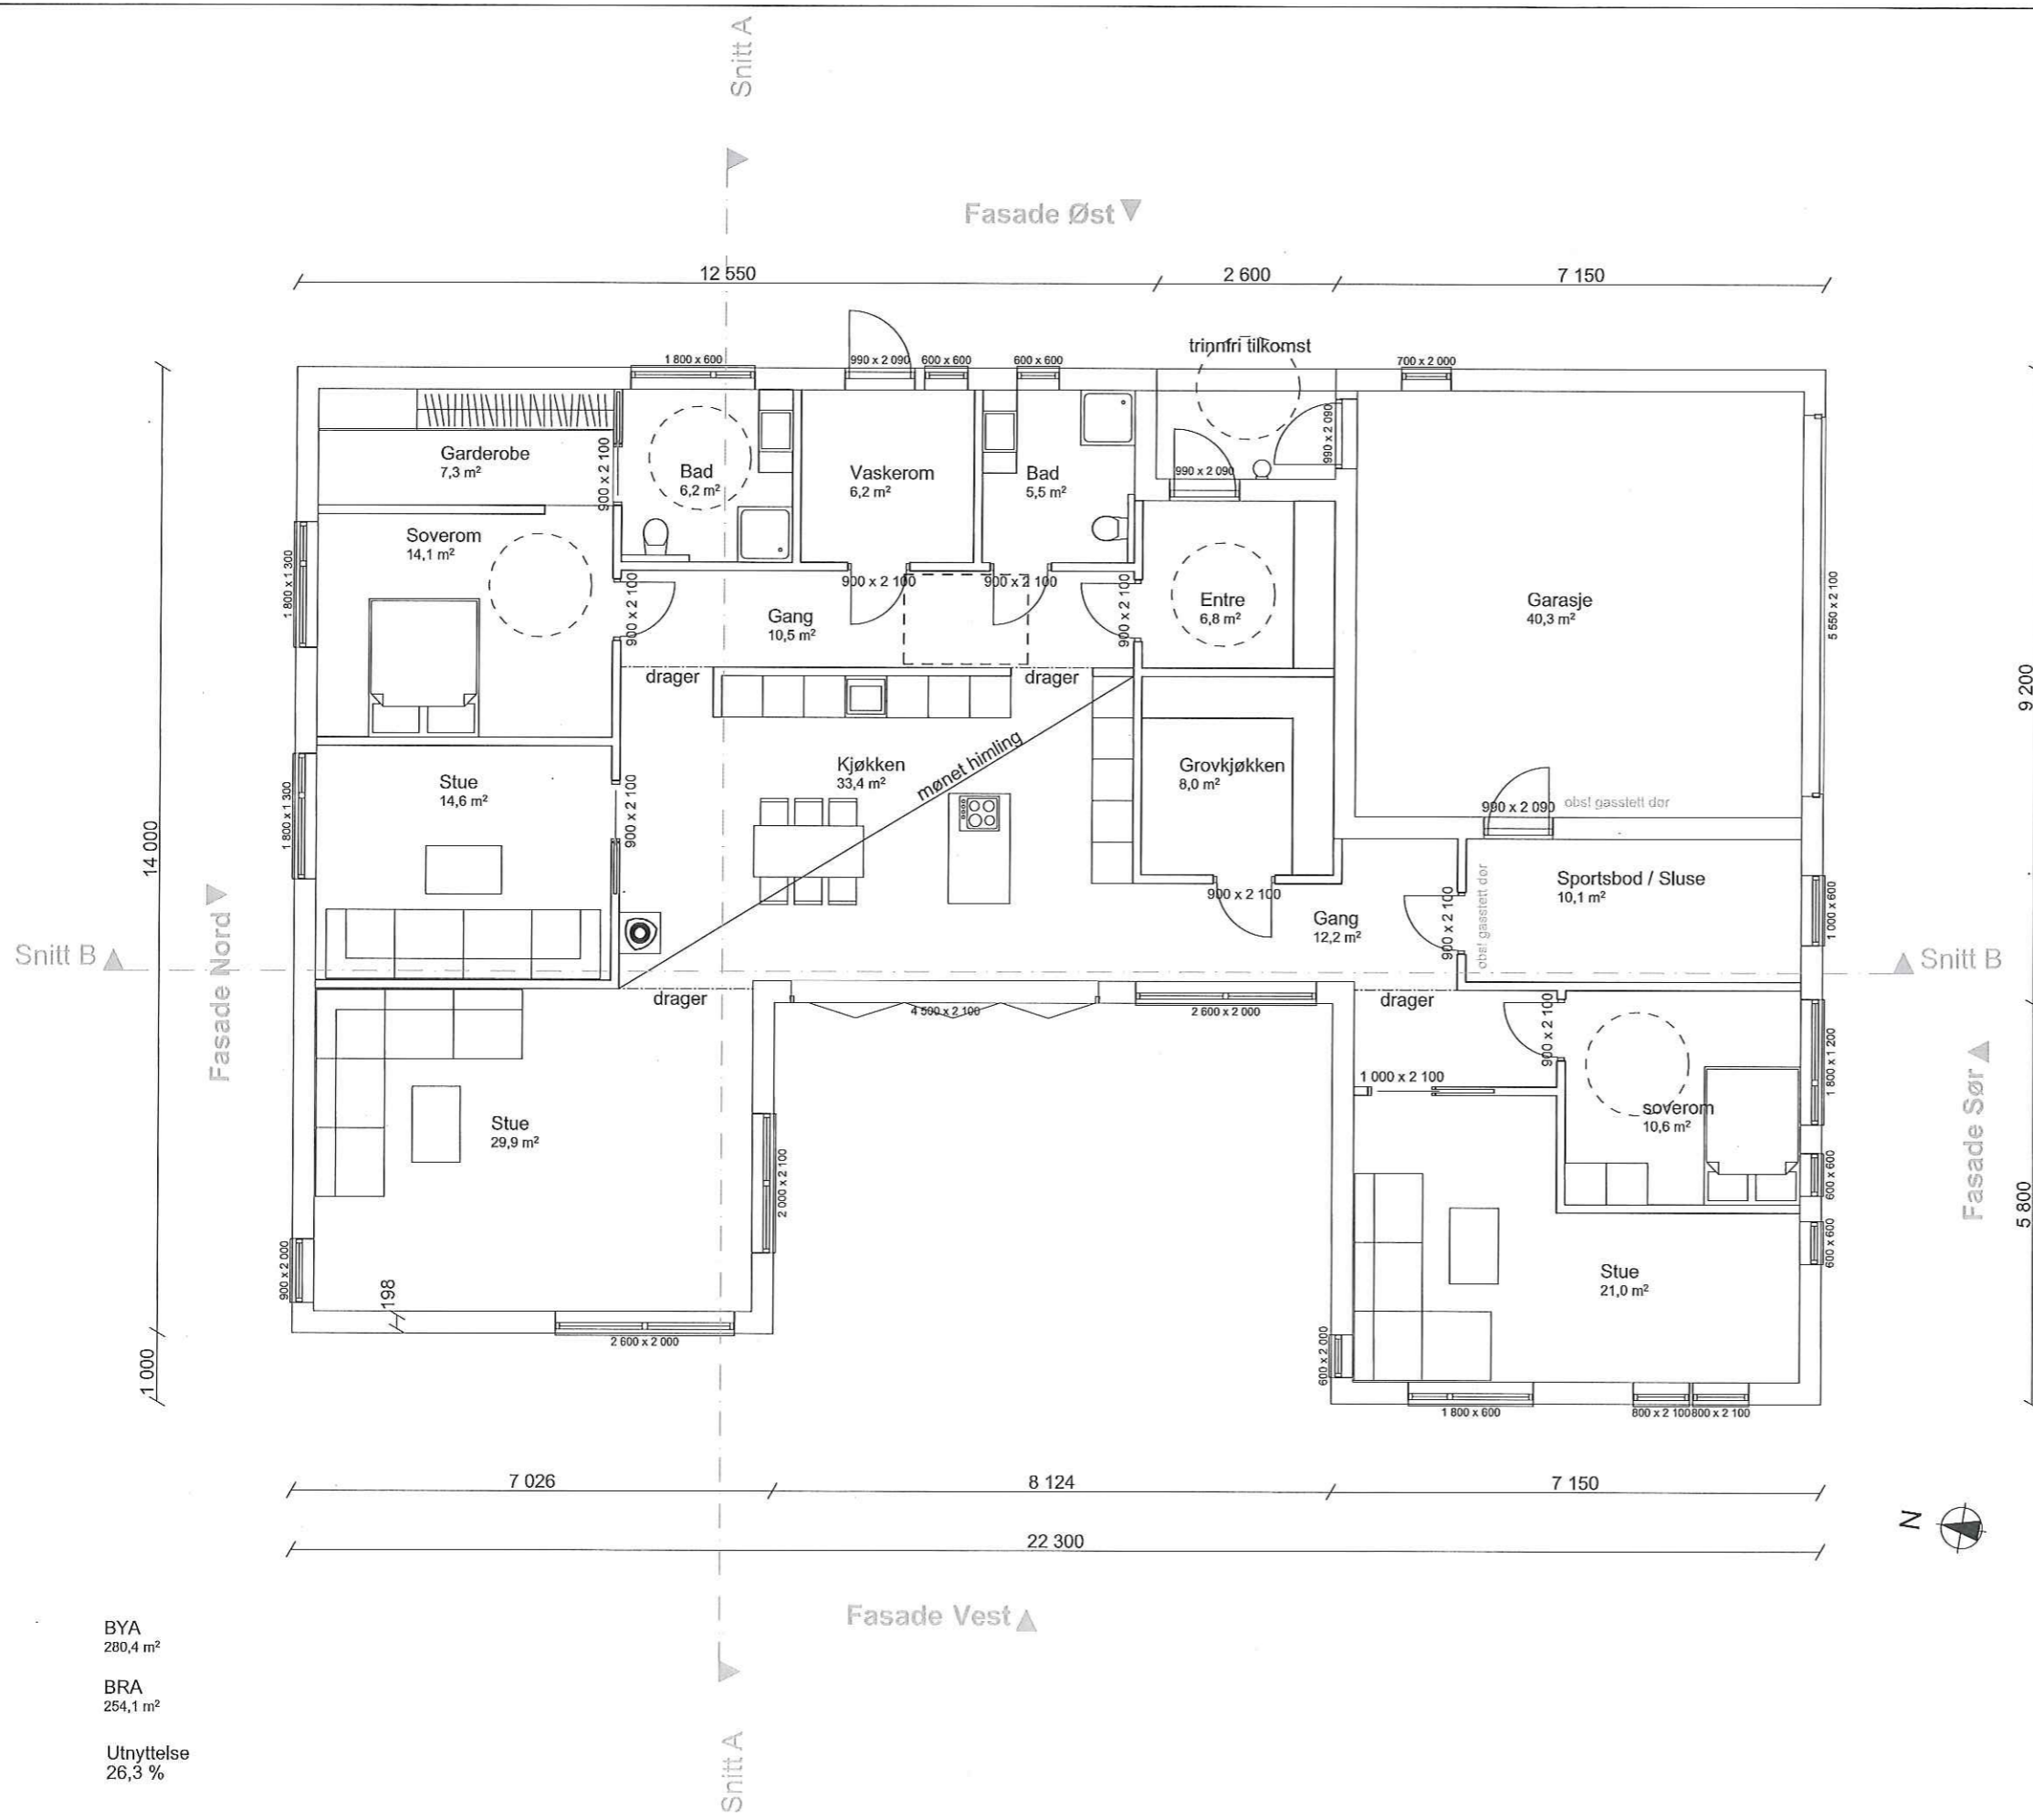 Snitt A
Fasade Øst
12 550
2 600
7 150
trinnfri tilkomst
1 800 x 600
990 x 2 090
600 x 600
600 x 600
700 x 2 000
990 x 2 090
990 x 2 090
Garderobe
7,3 m²
900 x 2 100
Bad
6,2 m²
Vaskerom
6,2 m²
Bad
5,5 m²
Soverom
14,1 m²
1 800 x 1 300
900 x 2 100
900 x 2 100
900 x 2 100
900 x 2 100
Gang
10,5 m²
Entre
6,8 m²
Garasje
40,3 m²
5 550 x 2 100
9 200
drager
drager
Kjøkken
33,4 m²
mønet himling
Grovkjøkken
8,0 m²
Stue
14,6 m²
1 800 x 1 300
900 x 2 100
990 x 2 090
obs! gasstett dør
14 000
900 x 2 100
Gang
12,2 m²
900 x 2 100
obs! gasstett dør
Sportsbod / Sluse
10,1 m²
1 000 x 600
Fasade Nord
Snitt B
Snitt B
drager
4 500 x 2 100
2 600 x 2 000
drager
900 x 2 100
1 000 x 2 100
1 800 x 1 200
Fasade Sør
Stue
29,9 m²
2 000 x 2 100
soverom
10,6 m²
600 x 600
600 x 600
5 800
900 x 2 000
198
Stue
21,0 m²
2 600 x 2 000
600 x 2 000
1 000
1 800 x 600
800 x 2 100
800 x 2 100
7 026
8 124
7 150
22 300
N
Fasade Vest
BYA
280,4 m²
BRA
254,1 m²
Utnyttelse
26,3 %
Snitt A